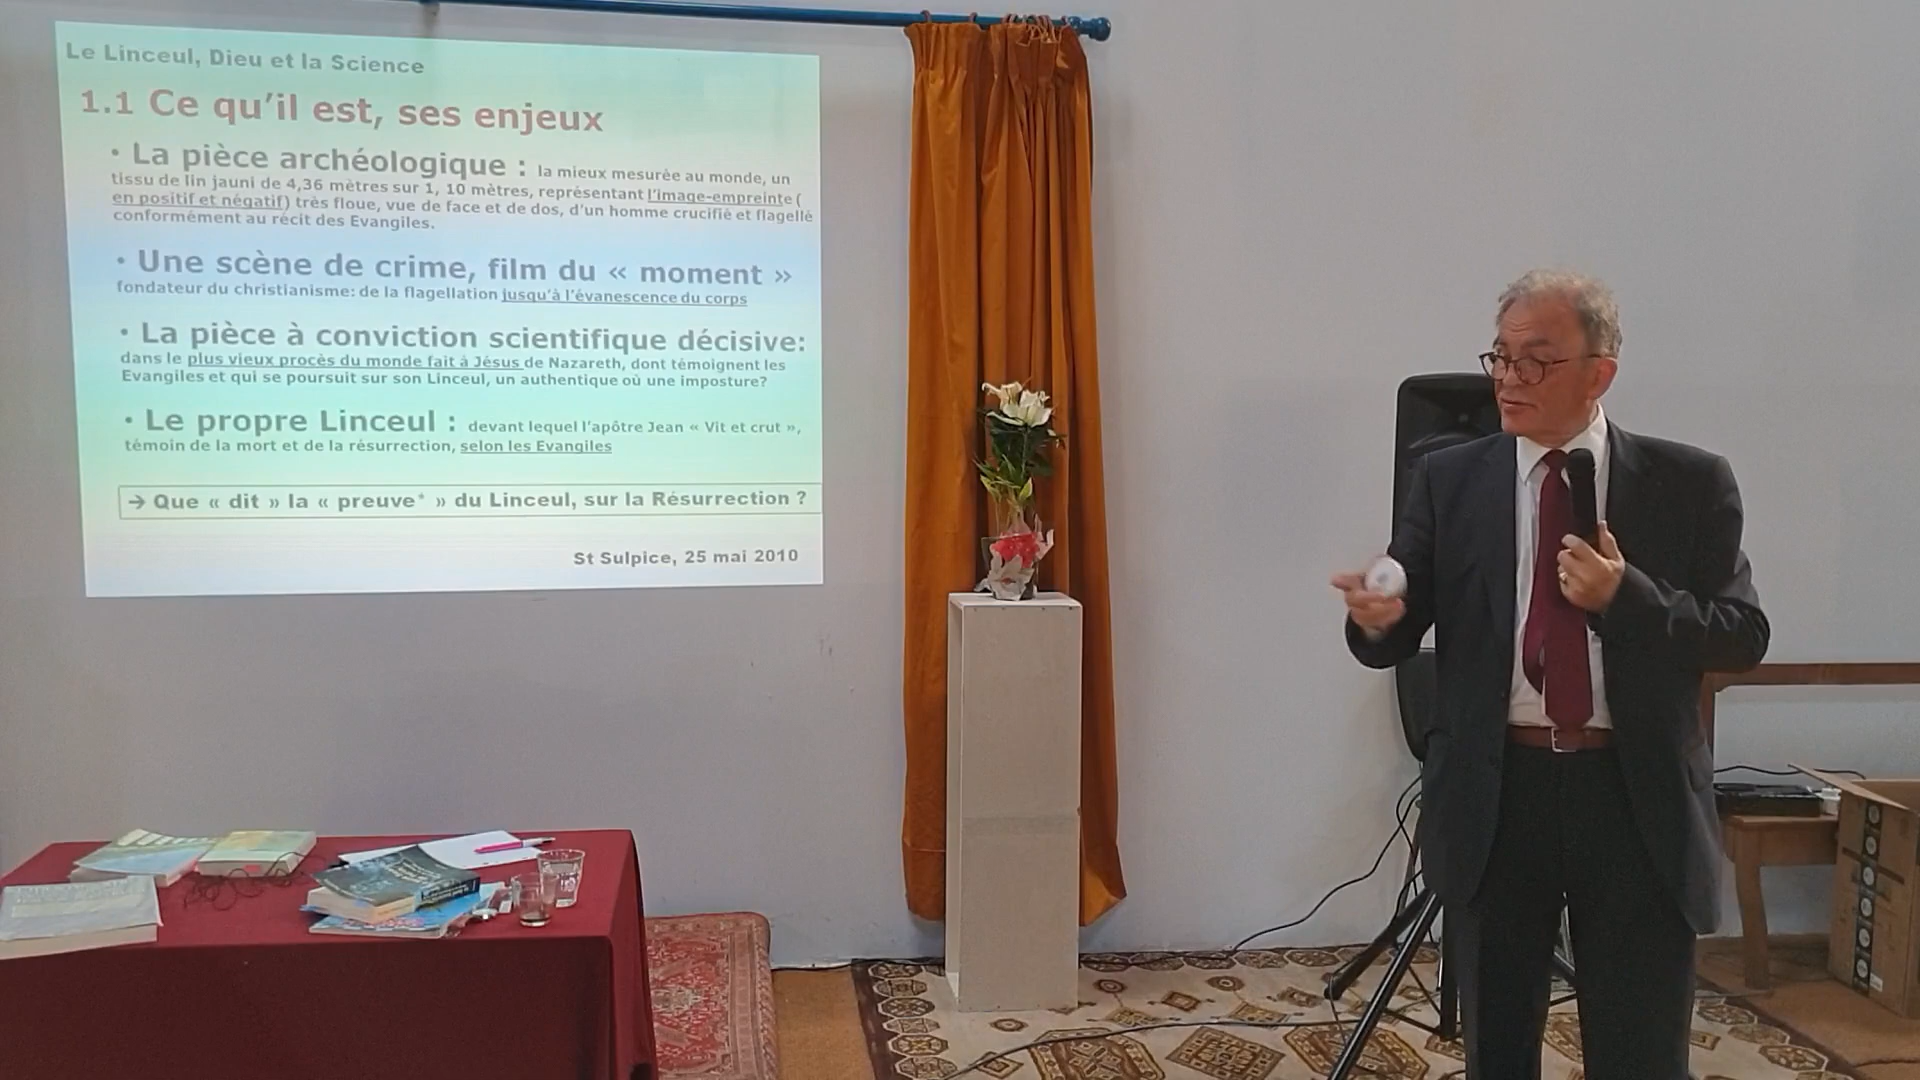 Le Linceul, Dieu et la Science
1.1 Ce qu'il est, ses enjeux
• La pièce archéologique : la mieux mesurée au monde, un
tissu de lin jauni de 4,36 mètres sur 1, 10 mètres, représentant l'image-empreinte (
en positif et négatif) très floue, vue de face et de dos, d'un homme crucifié et flagellé
conformément au récit des Evangiles.
• Une scène de crime, film du « moment »
fondateur du christianisme: de la flagellation jusqu'à l'évanescence du corps
• La pièce à conviction scientifique décisive:
dans le plus vieux procès du monde fait à Jésus de Nazareth, dont témoignent les
Evangiles et qui se poursuit sur son Linceul, un authentique où une imposture?
• Le propre Linceul : devant lequel l'apôtre Jean « Vit et crut »,
témoin de la mort et de la résurrection, selon les Evangiles
→ Que « dit » la « preuve* » du Linceul, sur la Résurrection ?
St Sulpice, 25 mai 2010